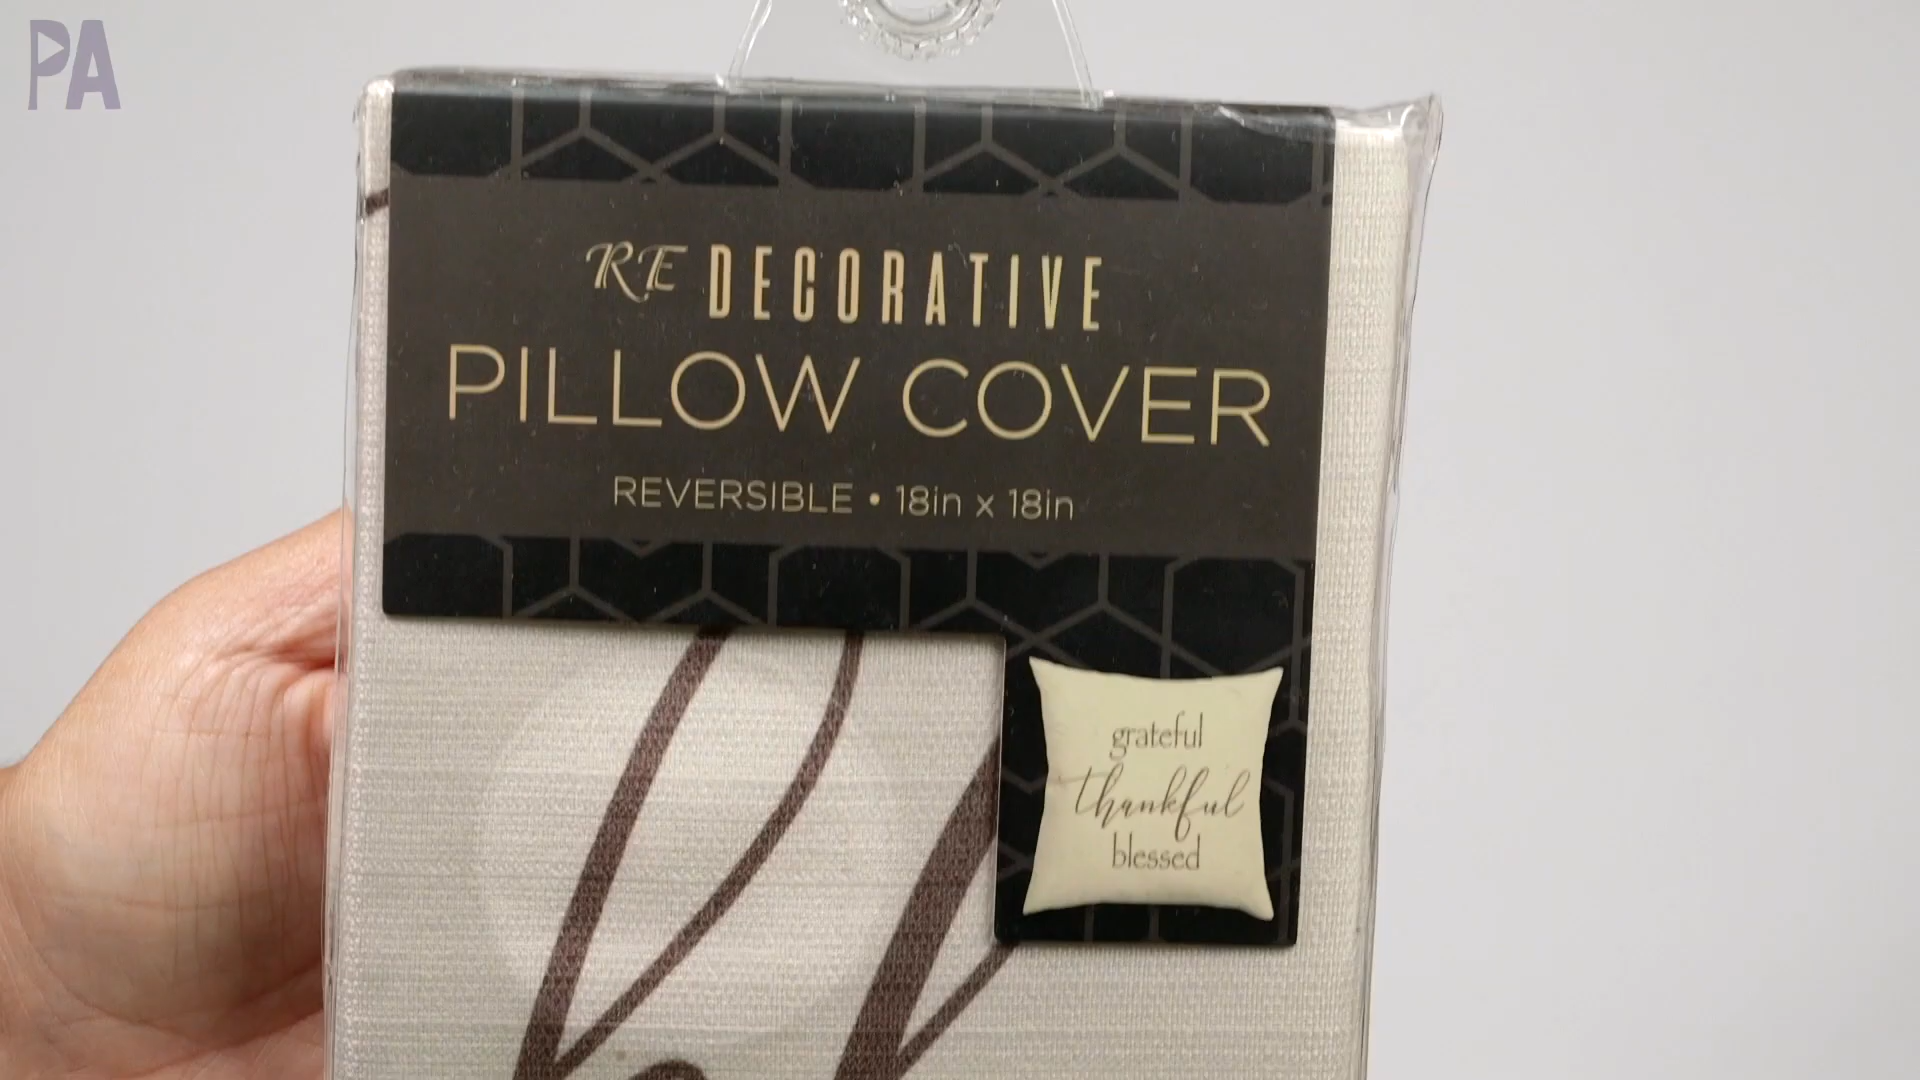 PA
RE DECORATIVE
PILLOW COVER
REVERSIBLE • 18in x 18in
grateful
thankful
blessed